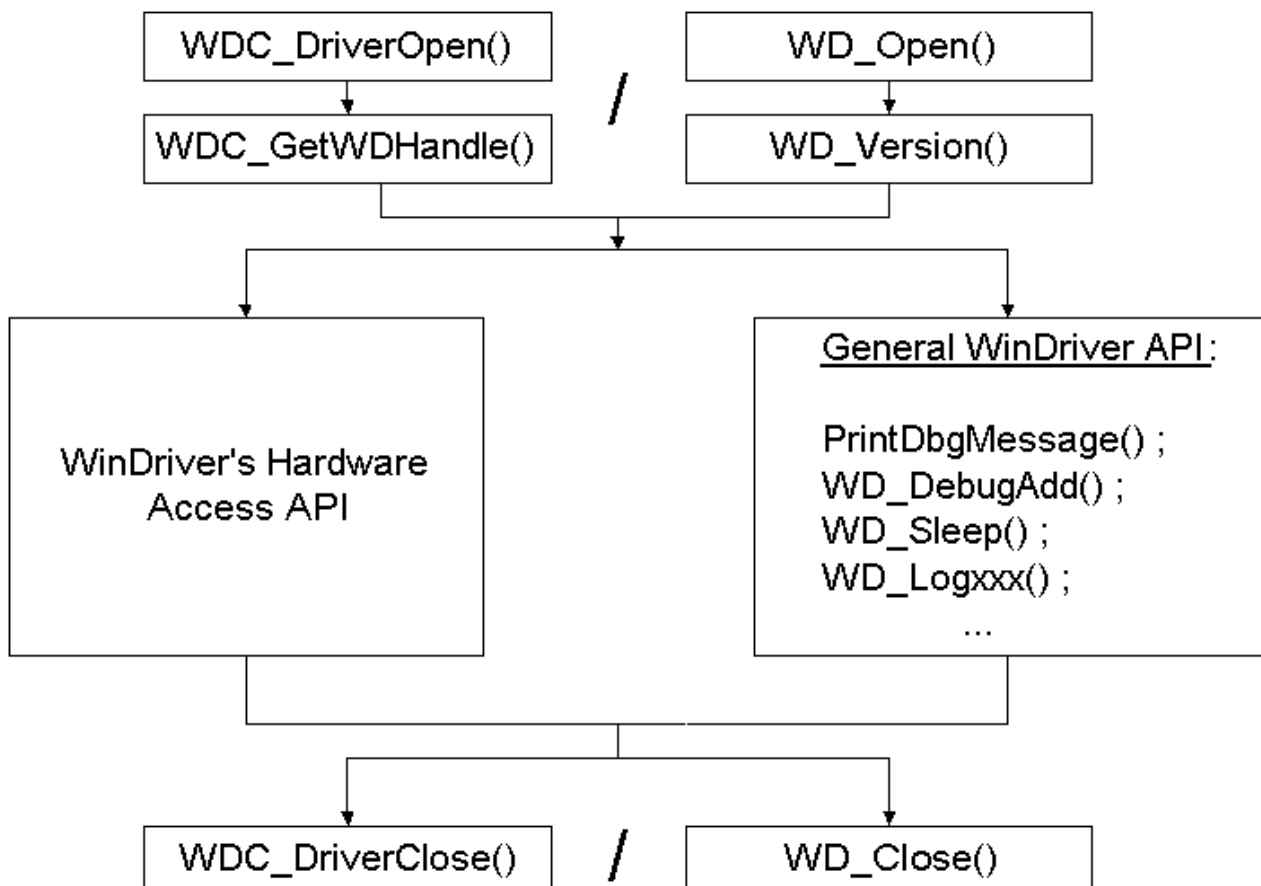 WDC_DriverOpen()
/
WD_Open()
WDC_GetWDHandle()
WD_Version()
WinDriver's Hardware
Access API
General WinDriver API:
PrintDbgMessage() ;
WD_DebugAdd() ;
WD_Sleep() ;
WD_Logxxx() ;
...
WDC_DriverClose()
/
WD_Close()